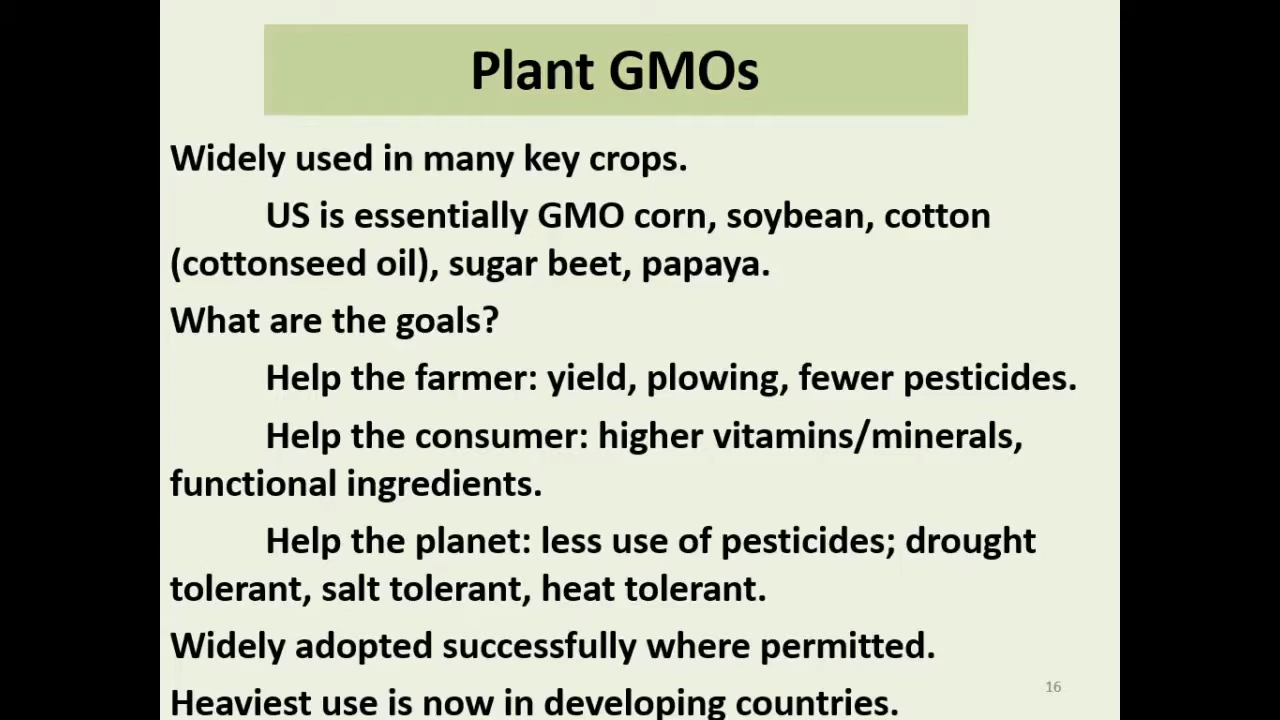 Plant GMOs
Widely used in many key crops.
US is essentially GMO corn, soybean, cotton
(cottonseed oil), sugar beet, papaya.
What are the goals?
Help the farmer: yield, plowing, fewer pesticides.
Help the consumer: higher vitamins/minerals,
functional ingredients.
Help the planet: less use of pesticides; drought
tolerant, salt tolerant, heat tolerant.
Widely adopted successfully where permitted.
Heaviest use is now in developing countries.
16